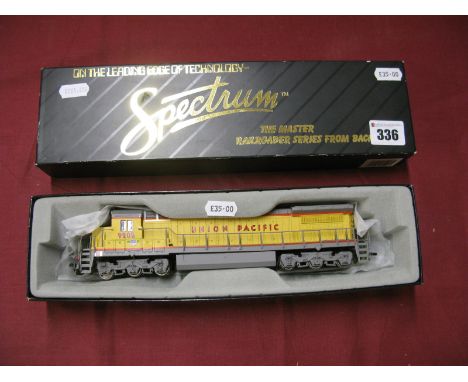 ON THE LEADING EDGE OF TECHNOLOGY
£35-00
Spectrum™
336
THE MASTER
RAILROADER SERIES FROM BAC
£35-00
UNION PACIFIC